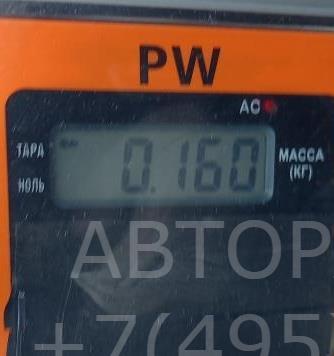 PW
AC
ТАРА
НОЛЬ
0.160
МАССА
(КГ)
АВТОР
+7(495)